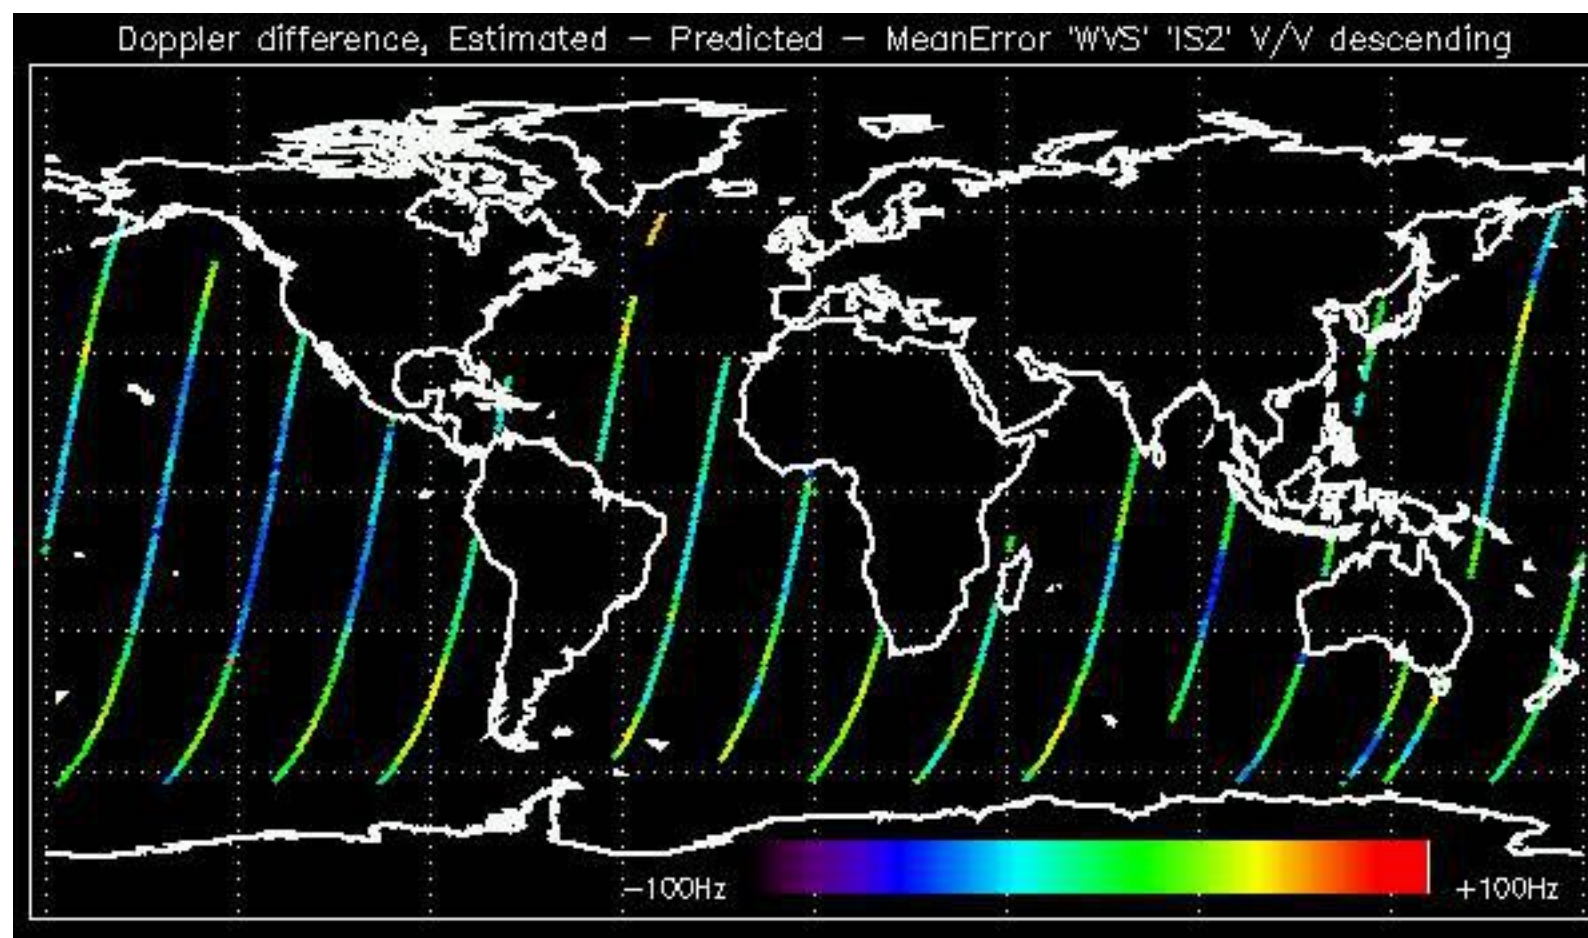 Doppler difference, Estimated – Predicted – MeanError 'WVS' 'IS2' V/V descending
–100Hz +100Hz